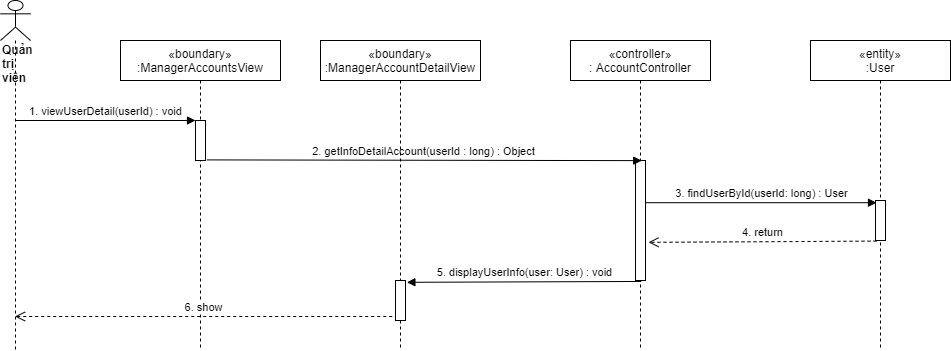 Quản
trị
viên
«boundary»
:ManagerAccountsView
«boundary»
:ManagerAccountDetailView
«controller»
: AccountController
«entity»
:User
1. viewUserDetail(userId) : void
2. getInfoDetailAccount(userId : long) : Object
3. findUserById(userId: long) : User
4. return
5. displayUserInfo(user: User) : void
6. show